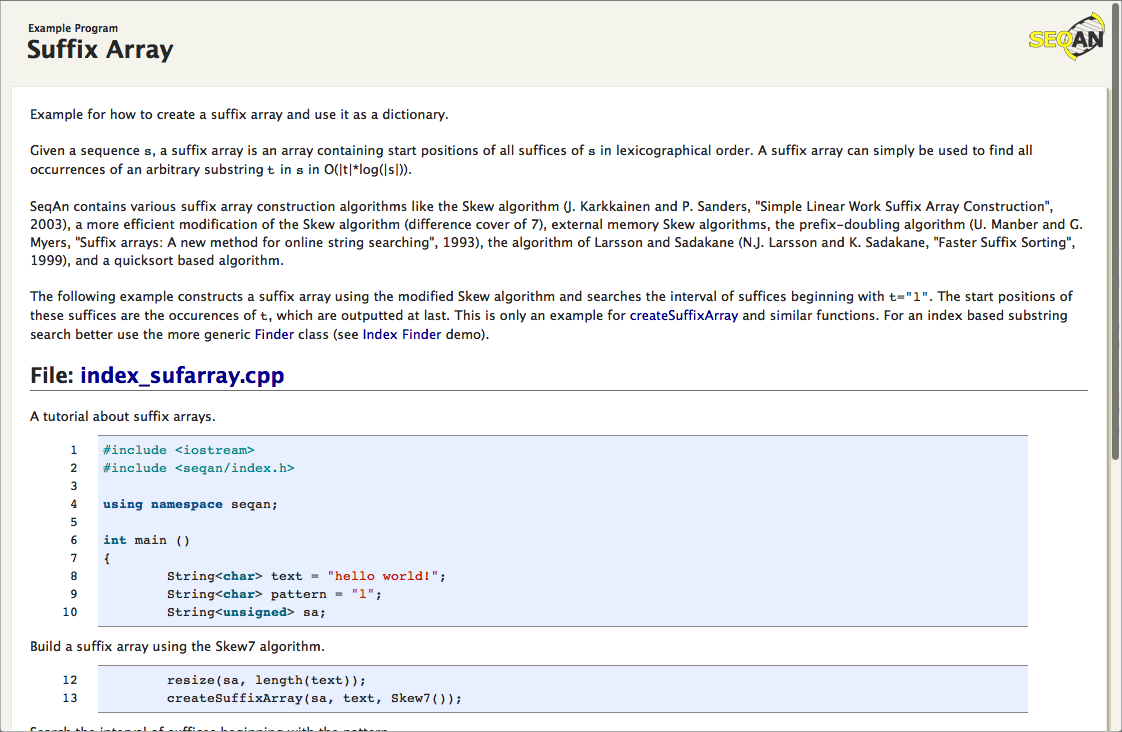 Example Program
Suffix Array
SEQAN
Example for how to create a suffix array and use it as a dictionary.
Given a sequence s, a suffix array is an array containing start positions of all suffices of s in lexicographical order. A suffix array can simply be used to find all
occurrences of an arbitrary substring t in s in O(|t|*log(|s|)).
SeqAn contains various suffix array construction algorithms like the Skew algorithm (J. Karkkainen and P. Sanders, "Simple Linear Work Suffix Array Construction",
2003), a more efficient modification of the Skew algorithm (difference cover of 7), external memory Skew algorithms, the prefix-doubling algorithm (U. Manber and G.
Myers, "Suffix arrays: A new method for online string searching", 1993), the algorithm of Larsson and Sadakane (N.J. Larsson and K. Sadakane, "Faster Suffix Sorting",
1999), and a quicksort based algorithm.
The following example constructs a suffix array using the modified Skew algorithm and searches the interval of suffices beginning with t="l". The start positions of
these suffices are the occurences of t, which are outputted at last. This is only an example for createSuffixArray and similar functions. For an index based substring
search better use the more generic Finder class (see Index Finder demo).
File: index_sufarray.cpp
A tutorial about suffix arrays.
1 #include <iostream>
2 #include <seqan/index.h>
3
4 using namespace seqan;
5
6 int main ()
7 {
8 String<char> text = "hello world!";
9 String<char> pattern = "l";
10 String<unsigned> sa;
Build a suffix array using the Skew7 algorithm.
12 resize(sa, length(text));
13 createSuffixArray(sa, text, Skew7());
Search the interval of suffices beginning with the pattern.